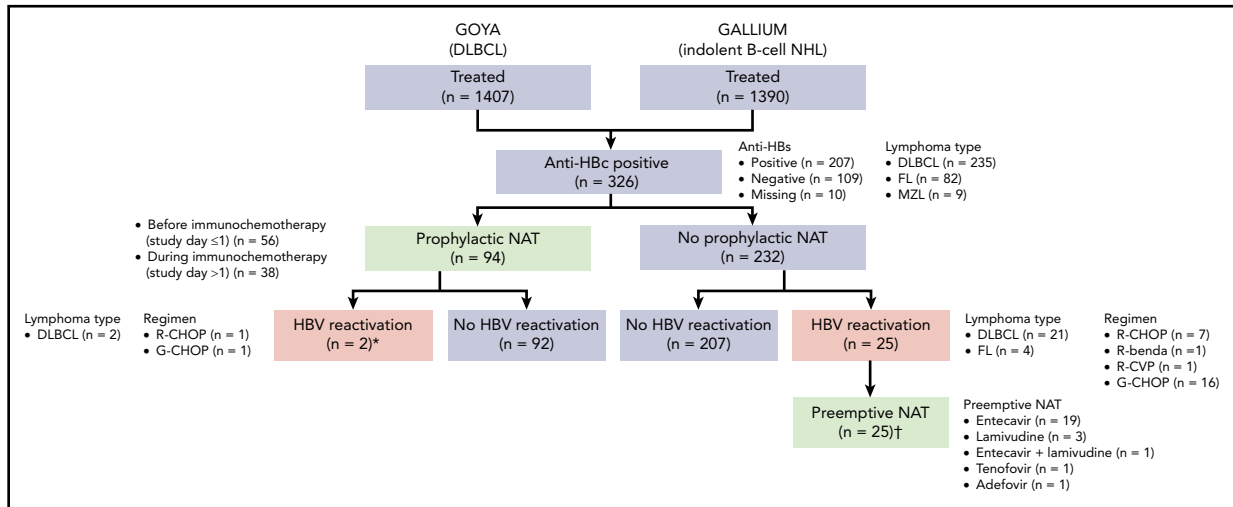 GOYA
(DLBCL)
GALLIUM
(indolent B-cell NHL)
Treated
(n = 1407)
Treated
(n = 1390)
Anti-HBc positive
(n = 326)
Anti-HBs
• Positive (n = 207)
• Negative (n = 109)
• Missing (n = 10)
Lymphoma type
• DLBCL (n = 235)
• FL (n = 82)
• MZL (n = 9)
• Before immunochemotherapy
(study day ≤1) (n = 56)
• During immunochemotherapy
(study day >1) (n = 38)
Prophylactic NAT
(n = 94)
No prophylactic NAT
(n = 232)
Lymphoma type
• DLBCL (n = 2)
Regimen
• R-CHOP (n = 1)
• G-CHOP (n = 1)
HBV reactivation
(n = 2)*
No HBV reactivation
(n = 92)
No HBV reactivation
(n = 207)
HBV reactivation
(n = 25)
Lymphoma type
• DLBCL (n = 21)
• FL (n = 4)
Regimen
• R-CHOP (n = 7)
• R-benda (n =1)
• R-CVP (n = 1)
• G-CHOP (n = 16)
Preemptive NAT
(n = 25)†
Preemptive NAT
• Entecavir (n = 19)
• Lamivudine (n = 3)
• Entecavir + lamivudine (n = 1)
• Tenofovir (n = 1)
• Adefovir (n = 1)